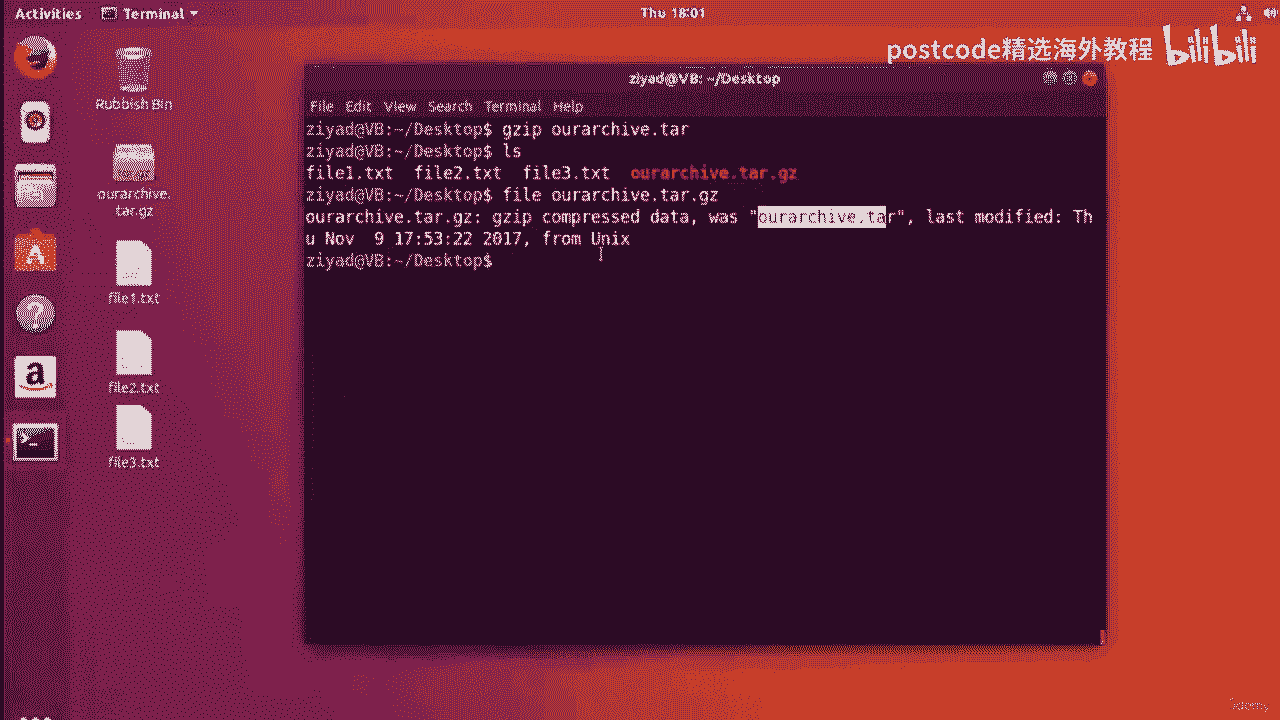 Activities Terminal Thu 18:01
postcode精选海外教程 bilibili
Rubbish Bin
ourarchive.
tar.gz
file1.txt
file2.txt
file3.txt
ziyad@VB: ~/Desktop
File Edit View Search Terminal Help
ziyad@VB:~/Desktop$ gzip ourarchive.tar
ziyad@VB:~/Desktop$ ls
file1.txt  file2.txt  file3.txt  ourarchive.tar.gz
ziyad@VB:~/Desktop$ file ourarchive.tar.gz
ourarchive.tar.gz: gzip compressed data, was "ourarchive.tar", last modified: Th
u Nov  9 17:53:22 2017, from Unix
ziyad@VB:~/Desktop$